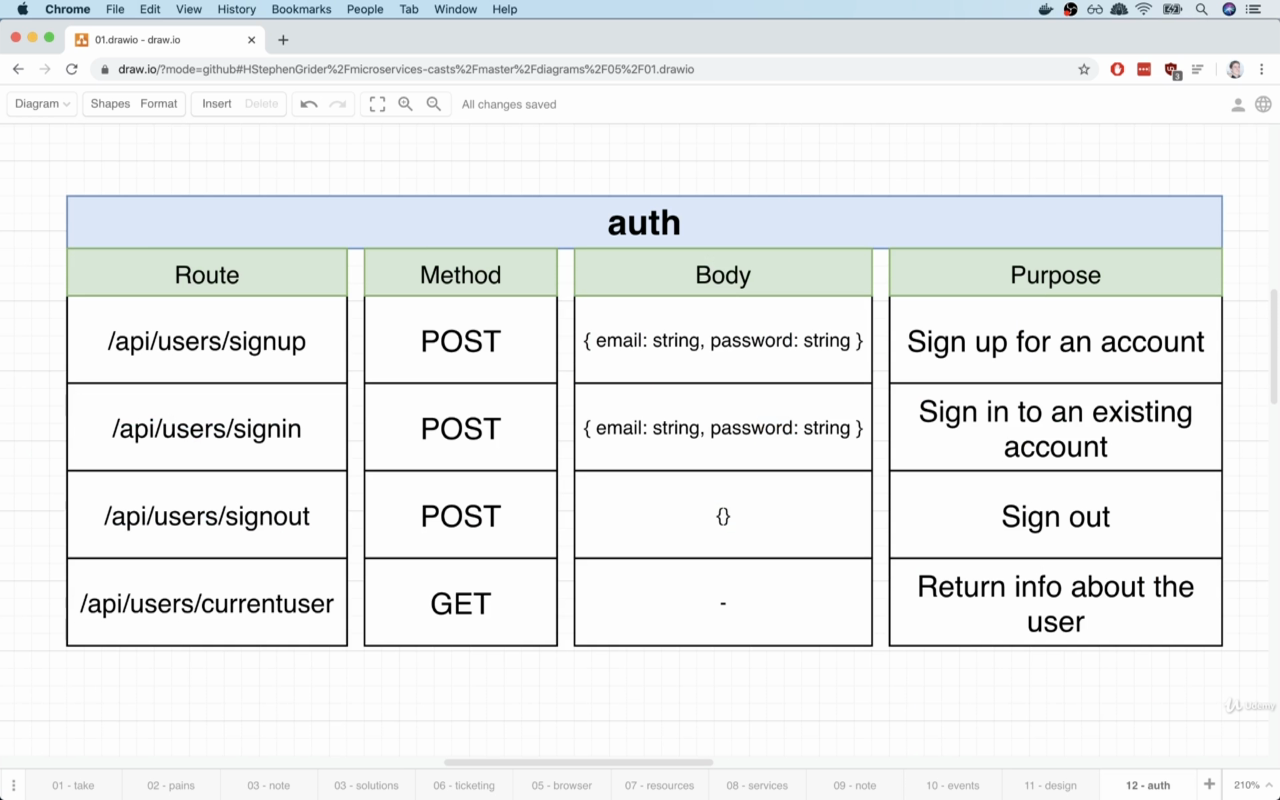 Chrome File Edit View History Bookmarks People Tab Window Help
01.drawio - draw.io
draw.io/?mode=github#HStephenGrider%2Fmicroservices-casts%2Fmaster%2Fdiagrams%2F05%2F01.drawio
3
Diagram Shapes Format Insert Delete All changes saved
auth
Route Method Body Purpose
/api/users/signup POST { email: string, password: string } Sign up for an account
/api/users/signin POST { email: string, password: string } Sign in to an existing
account
/api/users/signout POST {} Sign out
/api/users/currentuser GET - Return info about the
user
Udemy
01 - take 02 - pains 03 - note 03 - solutions 06 - ticketing 05 - browser 07 - resources 08 - services 09 - note 10 - events 11 - design 12 - auth 210%